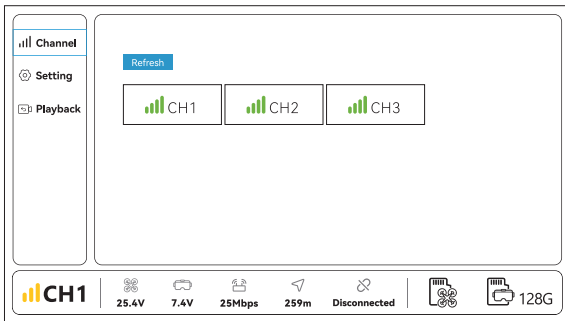 Channel
Setting
Playback
Refresh
CH1
CH2
CH3
CH1
25.4V
7.4V
25Mbps
259m
Disconnected
128G